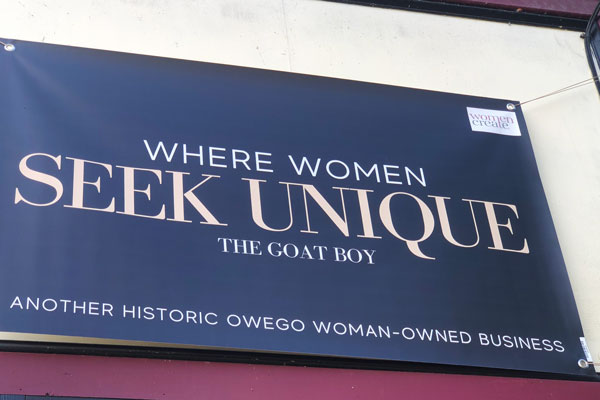 women
create
WHERE WOMEN
SEEK UNIQUE
THE GOAT BOY
ANOTHER HISTORIC OWEGO WOMAN-OWNED BUSINESS